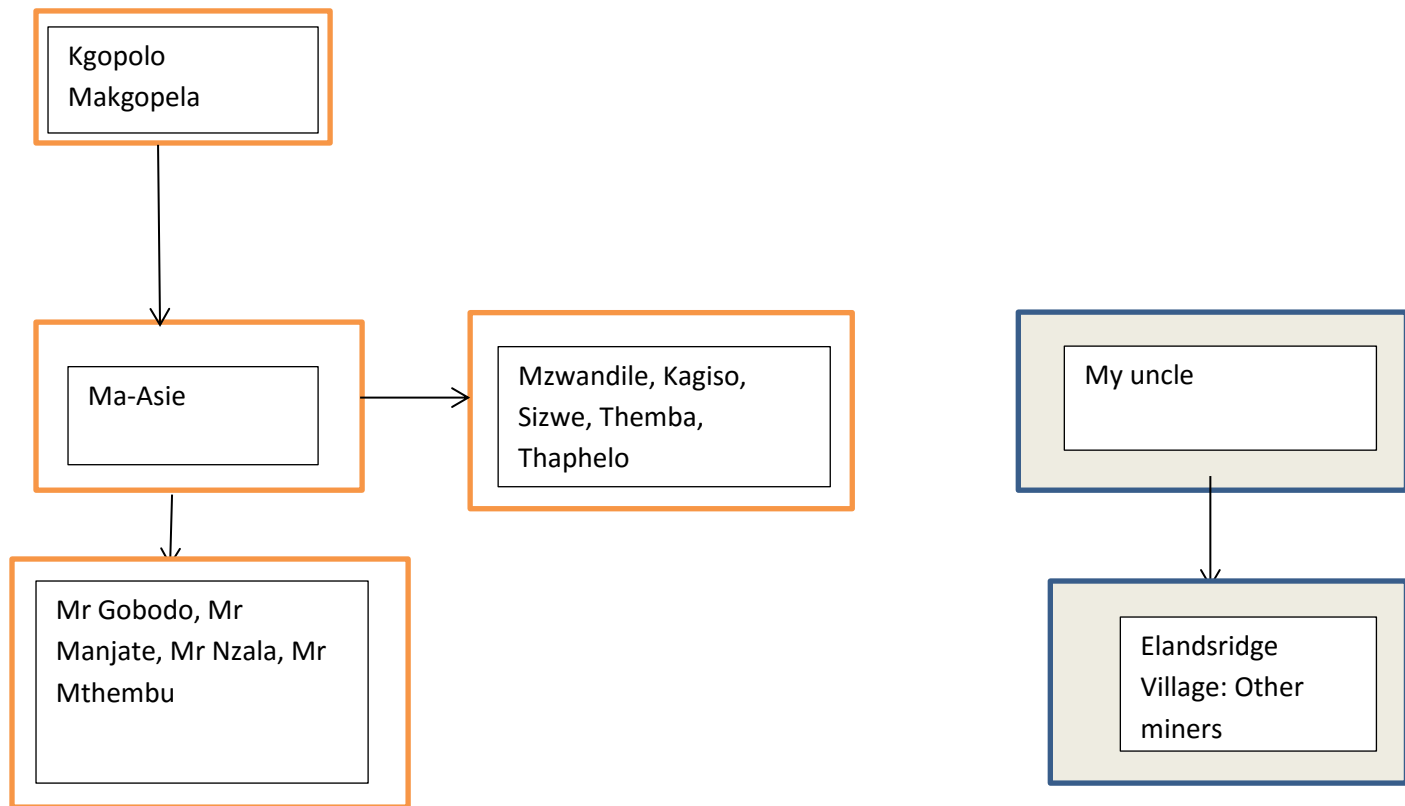 Kgopolo
Makgopela
Ma-Asie
Mzwandile, Kagiso,
Sizwe, Themba,
Thaphelo
My uncle
Mr Gobodo, Mr
Manjate, Mr Nzala, Mr
Mthembu
Elandsridge
Village: Other
miners